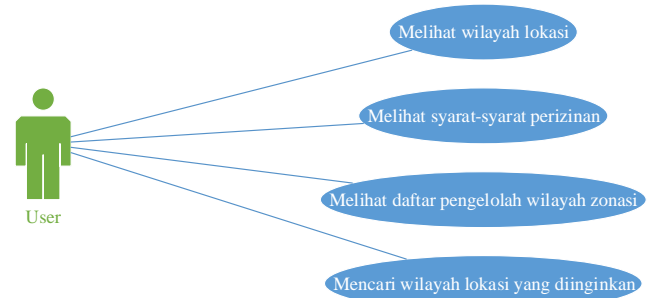 Melihat wilayah lokasi
Melihat syarat-syarat perizinan
User
Melihat daftar pengelolah wilayah zonasi
Mencari wilayah lokasi yang diinginkan